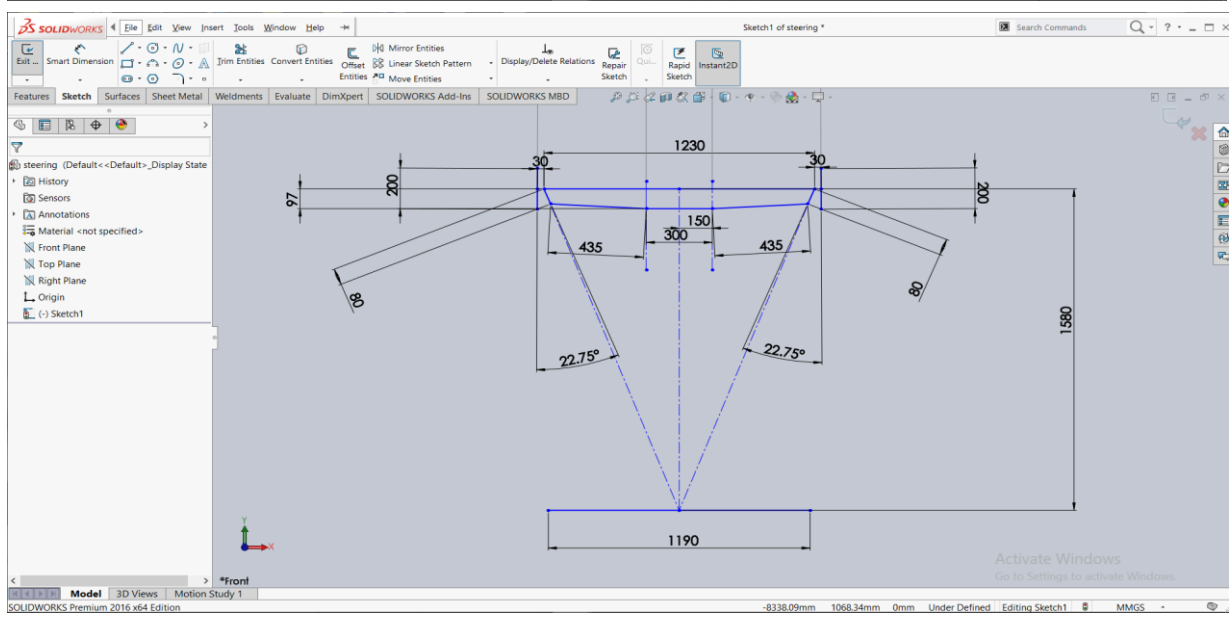 SOLIDWORKS File Edit View Insert Tools Window Help Sketch1 of steering * Search Commands ?
Exit ... Smart Dimension Trim Entities Convert Entities Offset Entities Mirror Entities Linear Sketch Pattern Move Entities Display/Delete Relations Repair Sketch Qui... Rapid Sketch Instant2D
Features Sketch Surfaces Sheet Metal Weldments Evaluate DimXpert SOLIDWORKS Add-Ins SOLIDWORKS MBD
steering (Default<<Default>_Display State
History
Sensors
Annotations
Material <not specified>
Front Plane
Top Plane
Right Plane
Origin
(-) Sketch1
1230
30
30
200
200
97
150
300
435
435
80
80
1580
22.75°
22.75°
1190
Y
X
*Front
Activate Windows
Go to Settings to activate Windows.
Model 3D Views Motion Study 1
SOLIDWORKS Premium 2016 x64 Edition -8338.09mm 1068.34mm 0mm Under Defined Editing Sketch1 MMGS